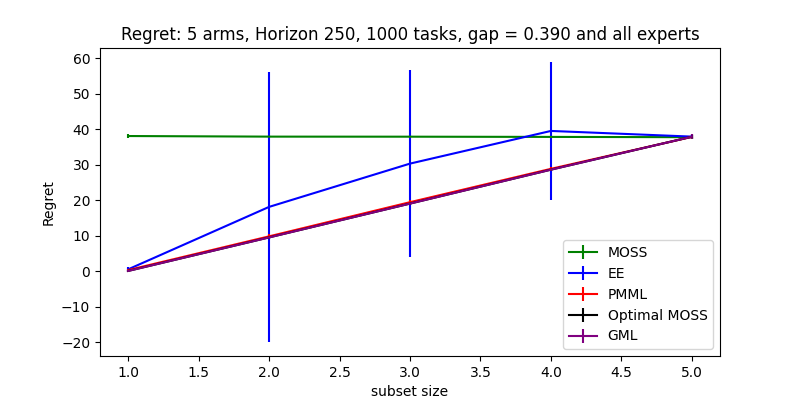 Regret: 5 arms, Horizon 250, 1000 tasks, gap = 0.390 and all experts
60
50
40
30
20
10
0
−10
−20
Regret
MOSS
EE
PMML
Optimal MOSS
GML
1.0 1.5 2.0 2.5 3.0 3.5 4.0 4.5 5.0
subset size